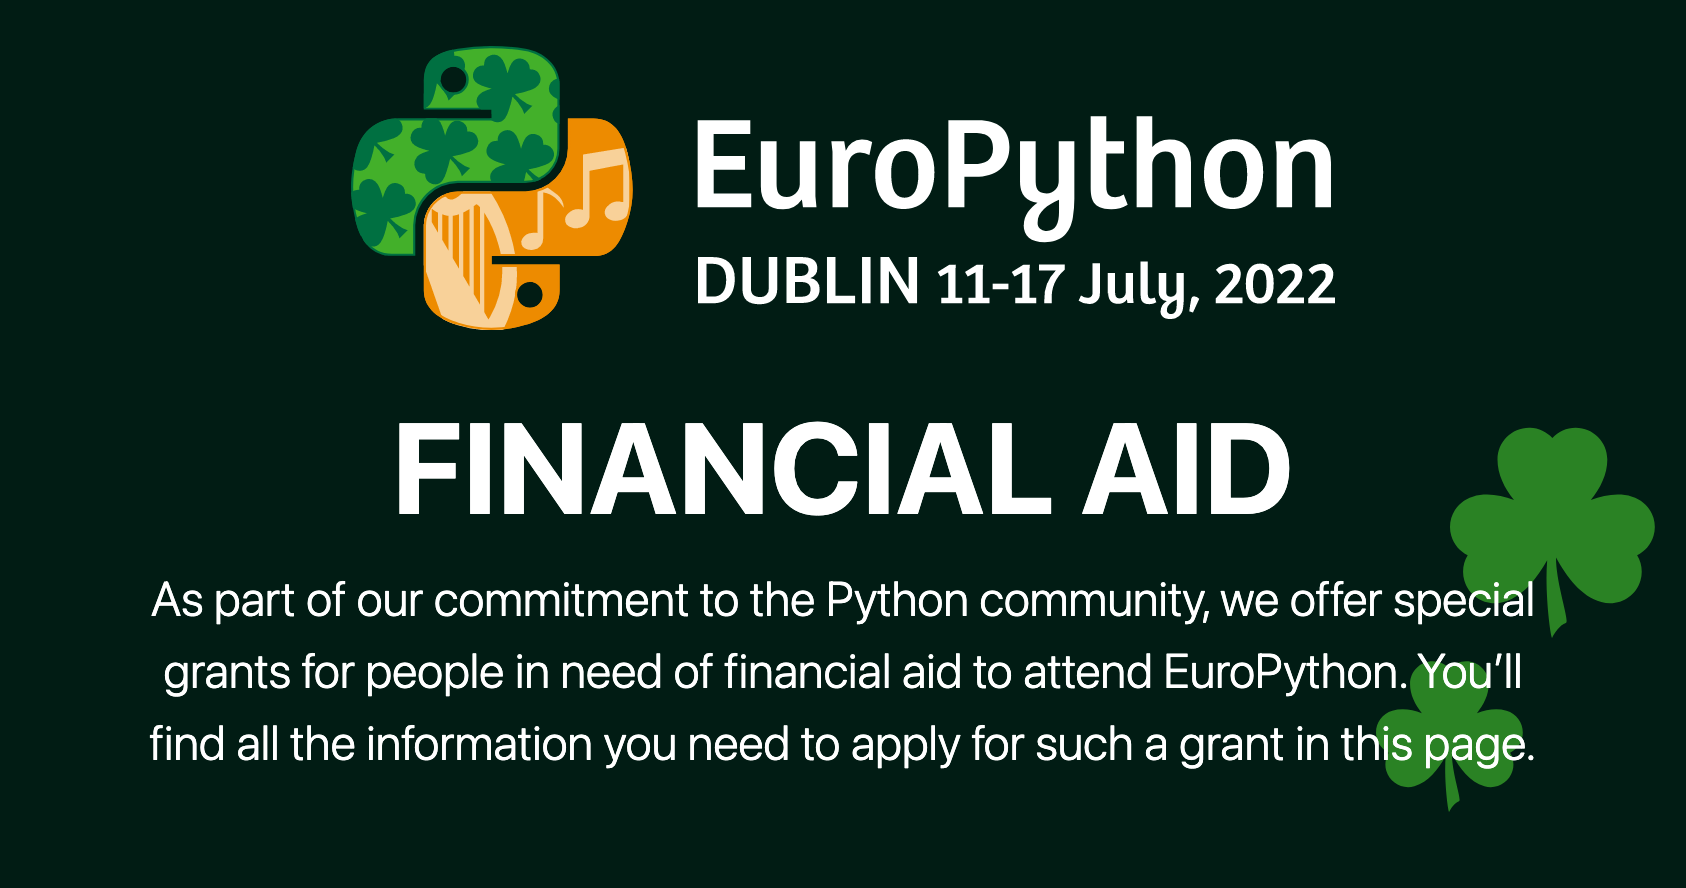 EuroPython
DUBLIN 11-17 July, 2022
FINANCIAL AID
As part of our commitment to the Python community, we offer special
grants for people in need of financial aid to attend EuroPython. You’ll
find all the information you need to apply for such a grant in this page.